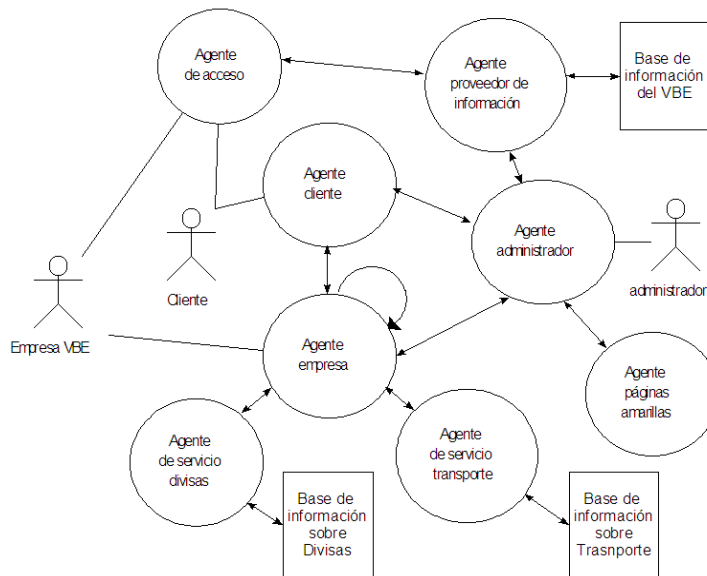 Agente
de acceso
Agente
proveedor de
información
Base de
información
del VBE
Agente
cliente
Agente
administrador
Cliente
administrador
Empresa VBE
Agente
empresa
Agente
páginas
amarillas
Agente
de servicio
divisas
Agente
de servicio
transporte
Base de
información
sobre
Divisas
Base de
información
sobre
Trasnporte